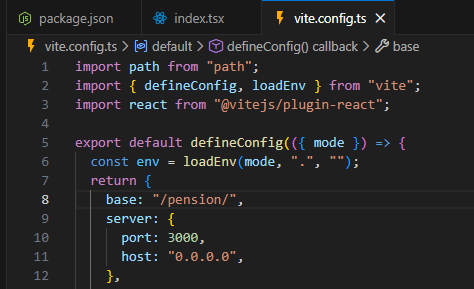 package.json index.tsx vite.config.ts
vite.config.ts > default > defineConfig() callback > base
1 import path from "path";
2 import { defineConfig, loadEnv } from "vite";
3 import react from "@vitejs/plugin-react";
4
5 export default defineConfig(({ mode }) => {
6 const env = loadEnv(mode, ".", "");
7 return {
8 base: "/pension/",
9 server: {
10 port: 3000,
11 host: "0.0.0.0",
12 },